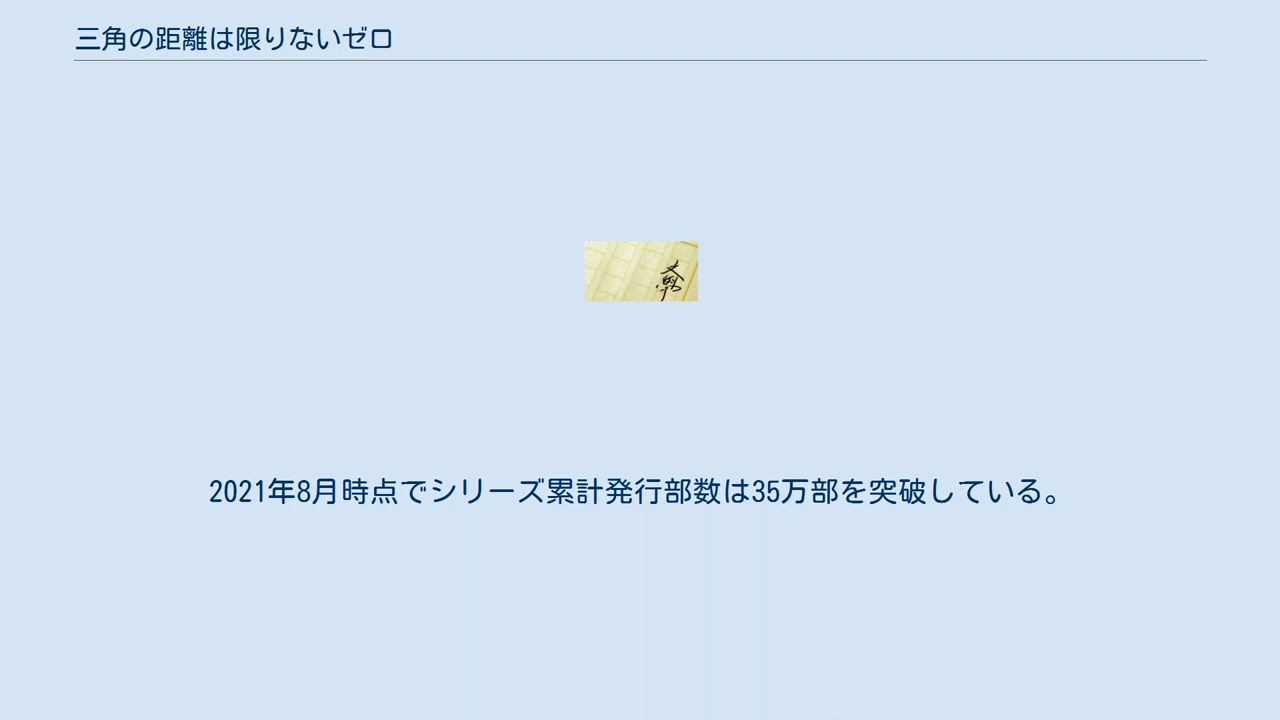 三角の距離は限りないゼロ
2021年8月時点でシリーズ累計発行部数は35万部を突破している。